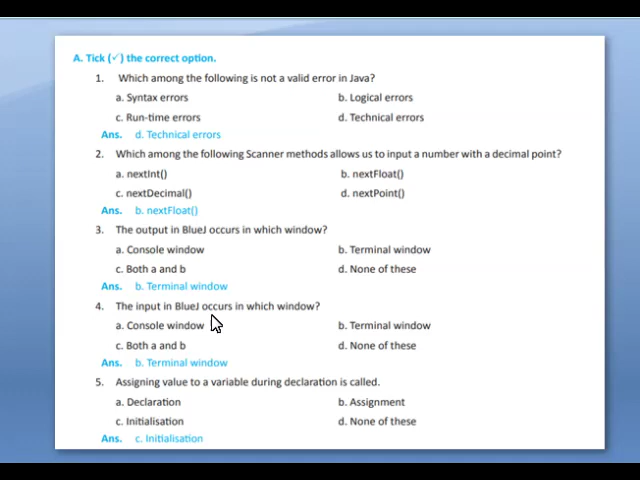 A. Tick (✓) the correct option.
1. Which among the following is not a valid error in Java?
a. Syntax errors b. Logical errors
c. Run-time errors d. Technical errors
Ans. d. Technical errors
2. Which among the following Scanner methods allows us to input a number with a decimal point?
a. nextInt() b. nextFloat()
c. nextDecimal() d. nextPoint()
Ans. b. nextFloat()
3. The output in BlueJ occurs in which window?
a. Console window b. Terminal window
c. Both a and b d. None of these
Ans. b. Terminal window
4. The input in BlueJ occurs in which window?
a. Console window b. Terminal window
c. Both a and b d. None of these
Ans. b. Terminal window
5. Assigning value to a variable during declaration is called.
a. Declaration b. Assignment
c. Initialisation d. None of these
Ans. c. Initialisation